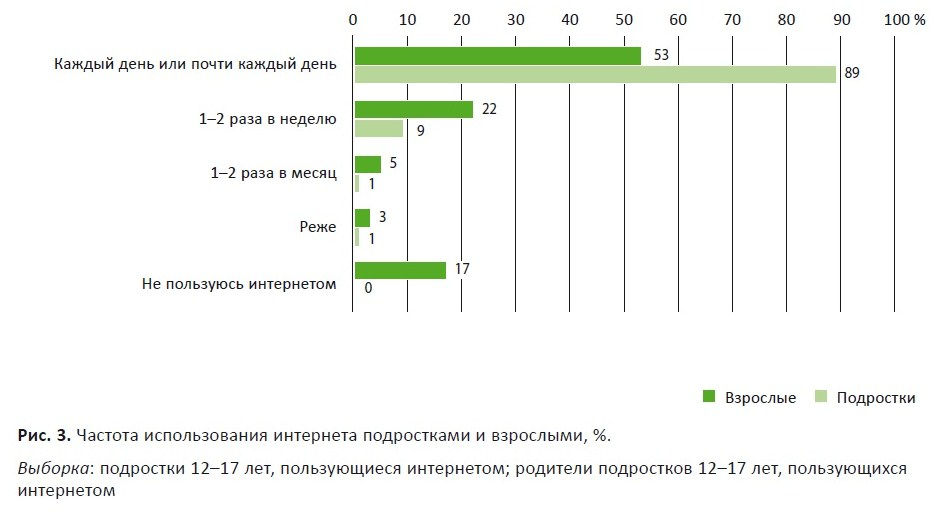 0 10 20 30 40 50 60 70 80 90 100 %
Каждый день или почти каждый день 53
89
1–2 раза в неделю 22
9
1–2 раза в месяц 5
1
Реже 3
1
Не пользуюсь интернетом 17
0
Взрослые Подростки
Рис. 3. Частота использования интернета подростками и взрослыми, %.
Выборка: подростки 12–17 лет, пользующиеся интернетом; родители подростков 12–17 лет, пользующихся
интернетом